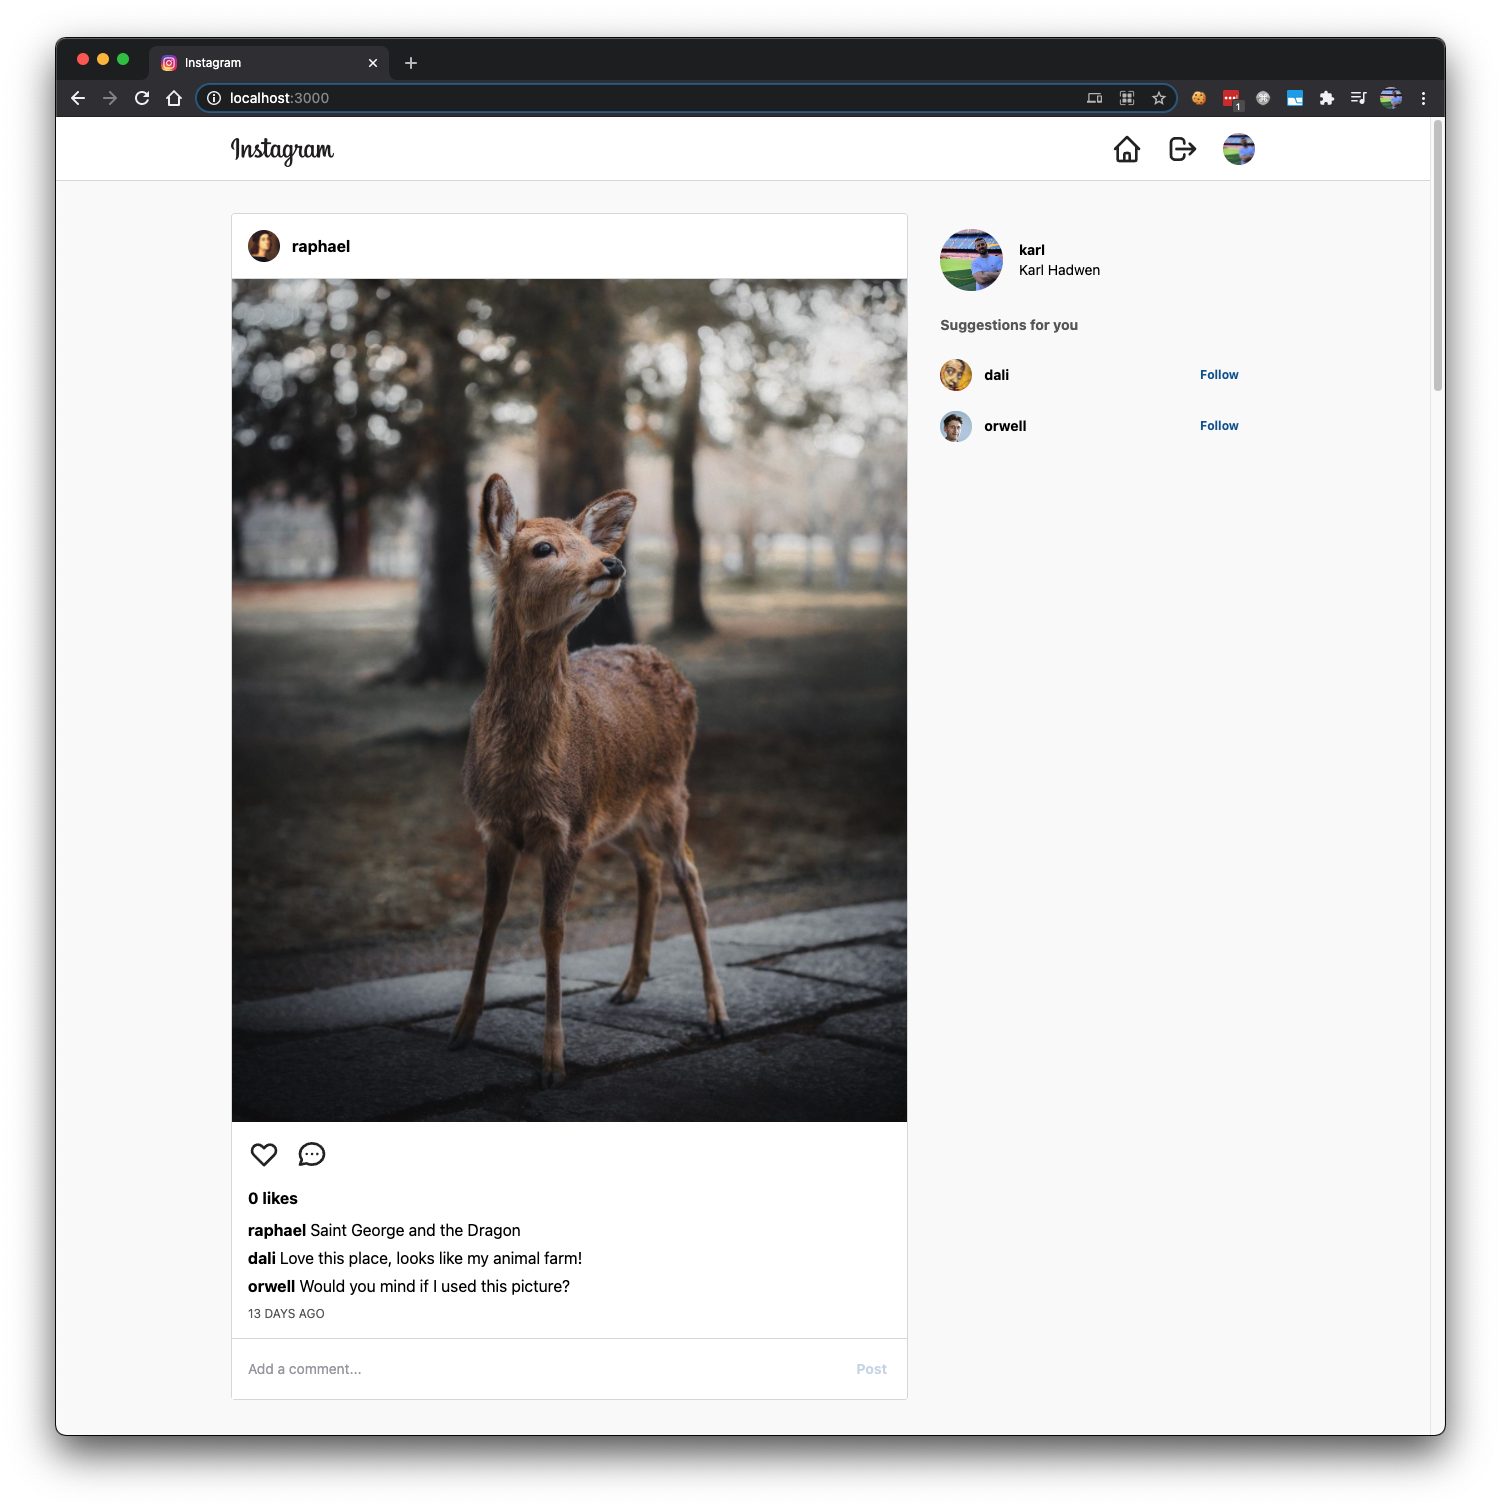 Instagram
localhost:3000
1
Instagram
raphael
karl
Karl Hadwen
Suggestions for you
dali Follow
orwell Follow
0 likes
raphael Saint George and the Dragon
dali Love this place, looks like my animal farm!
orwell Would you mind if I used this picture?
13 DAYS AGO
Add a comment... Post